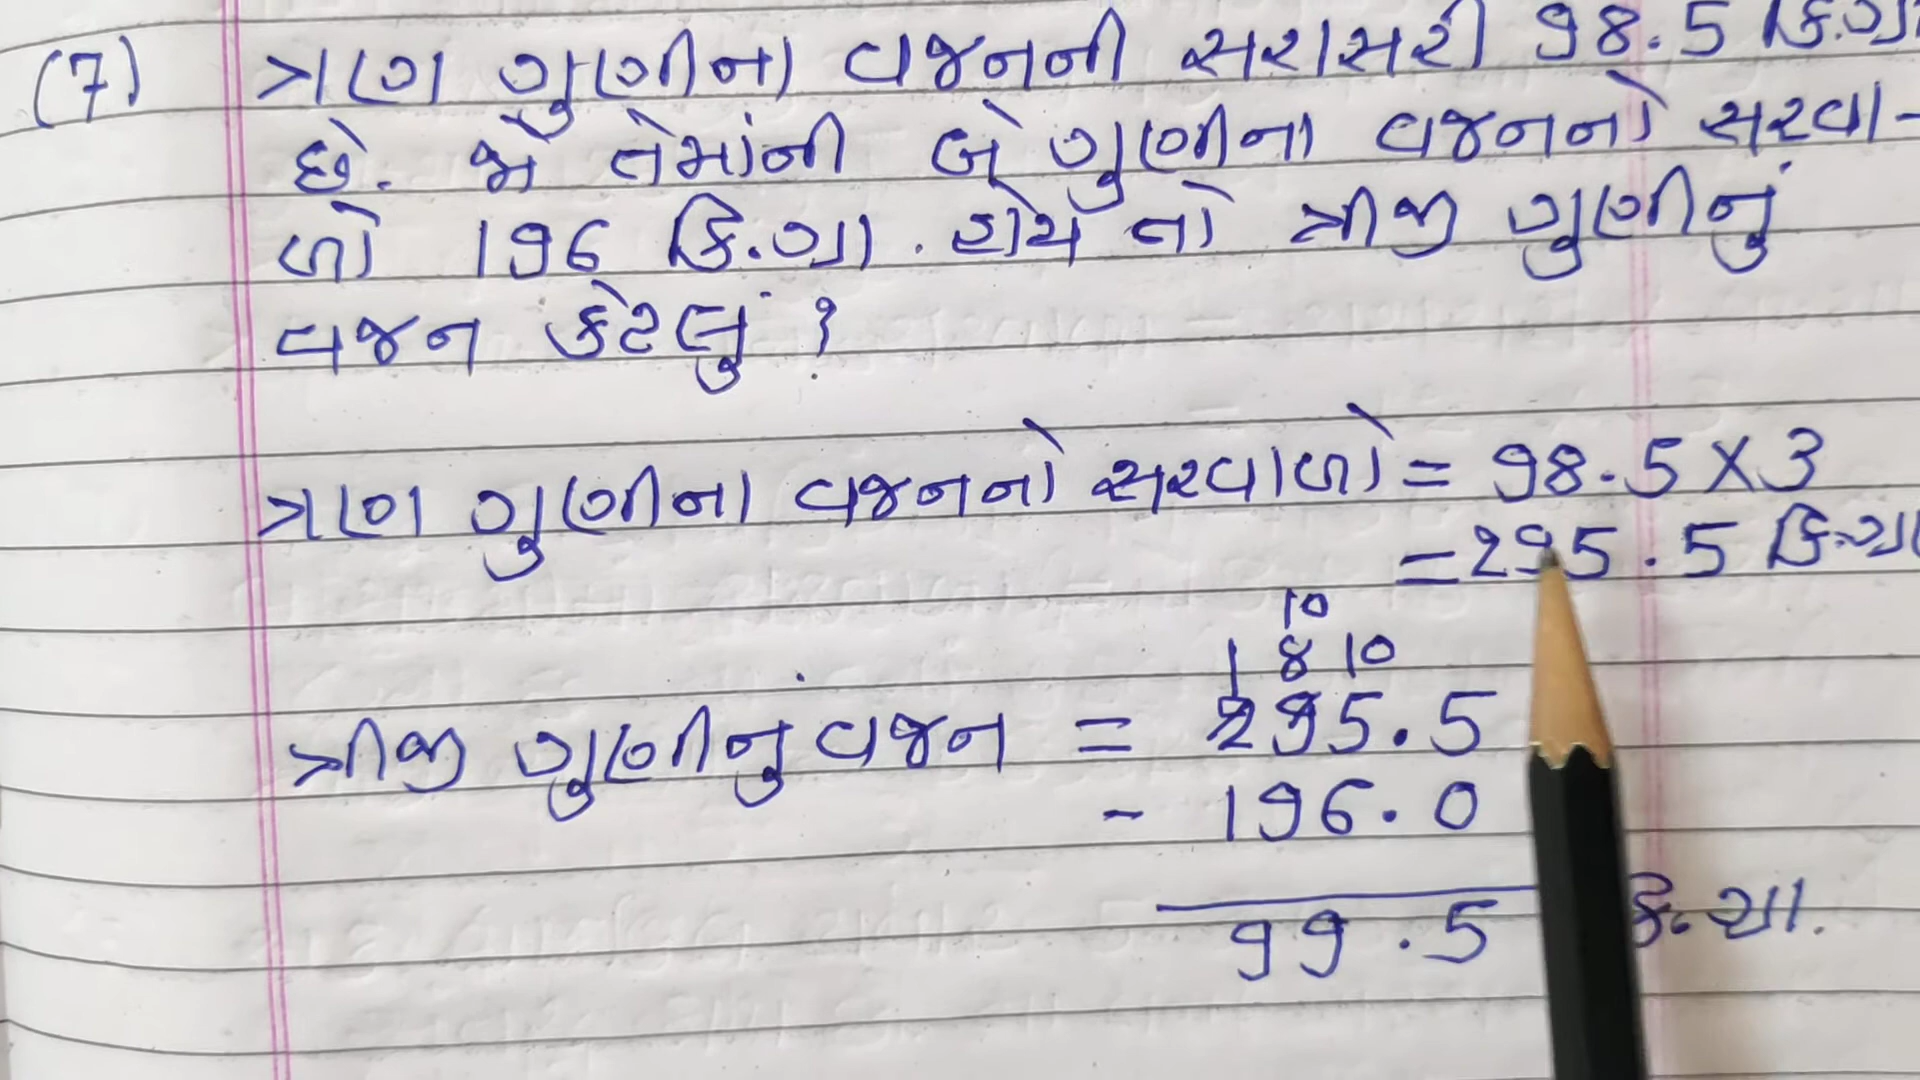 (7) ત્રણ ગુણીના વજનની સરાસરી 98.5 કિ.ગ્રા
છે. જો તેમાંની બે ગુણીના વજનનો સરવા-
ળો 196 કિ.ગ્રા. હોય તો ત્રીજી ગુણીનું
વજન કેટલું ?
ત્રણ ગુણીના વજનનો સરવાળો = 98.5 X 3
= 295.5 કિ.ગ્રા
10
1 8 10
ત્રીજી ગુણીનું વજન = 295.5
- 196.0
99.5 કિ.ગ્રા.